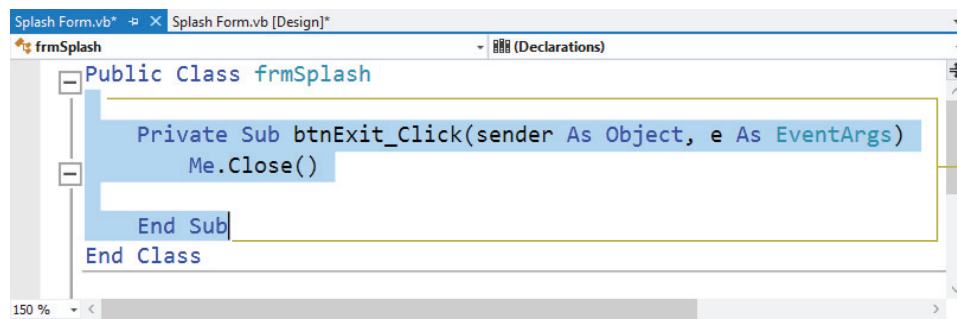 Splash Form.vb* Splash Form.vb [Design]*
frmSplash (Declarations)
Public Class frmSplash
Private Sub btnExit_Click(sender As Object, e As EventArgs)
Me.Close()
End Sub
End Class
150 %